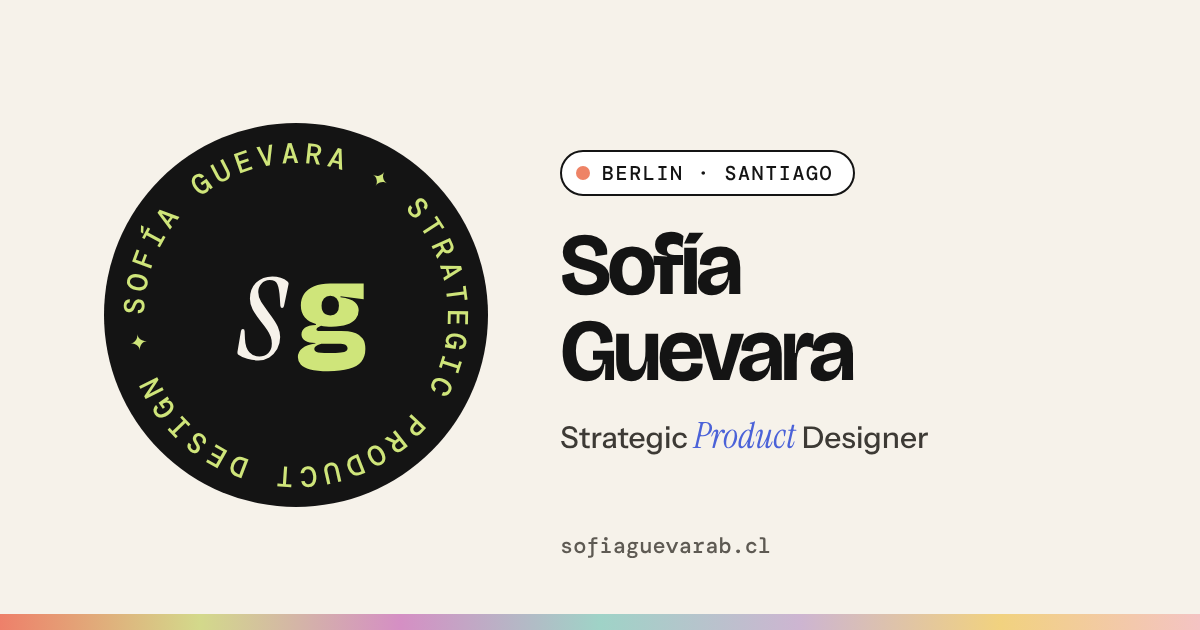 SOFÍA GUEVARA ✦ STRATEGIC PRODUCT DESIGN ✦
sg
BERLIN · SANTIAGO
Sofía
Guevara
Strategic Product Designer
sofiaguevarab.cl